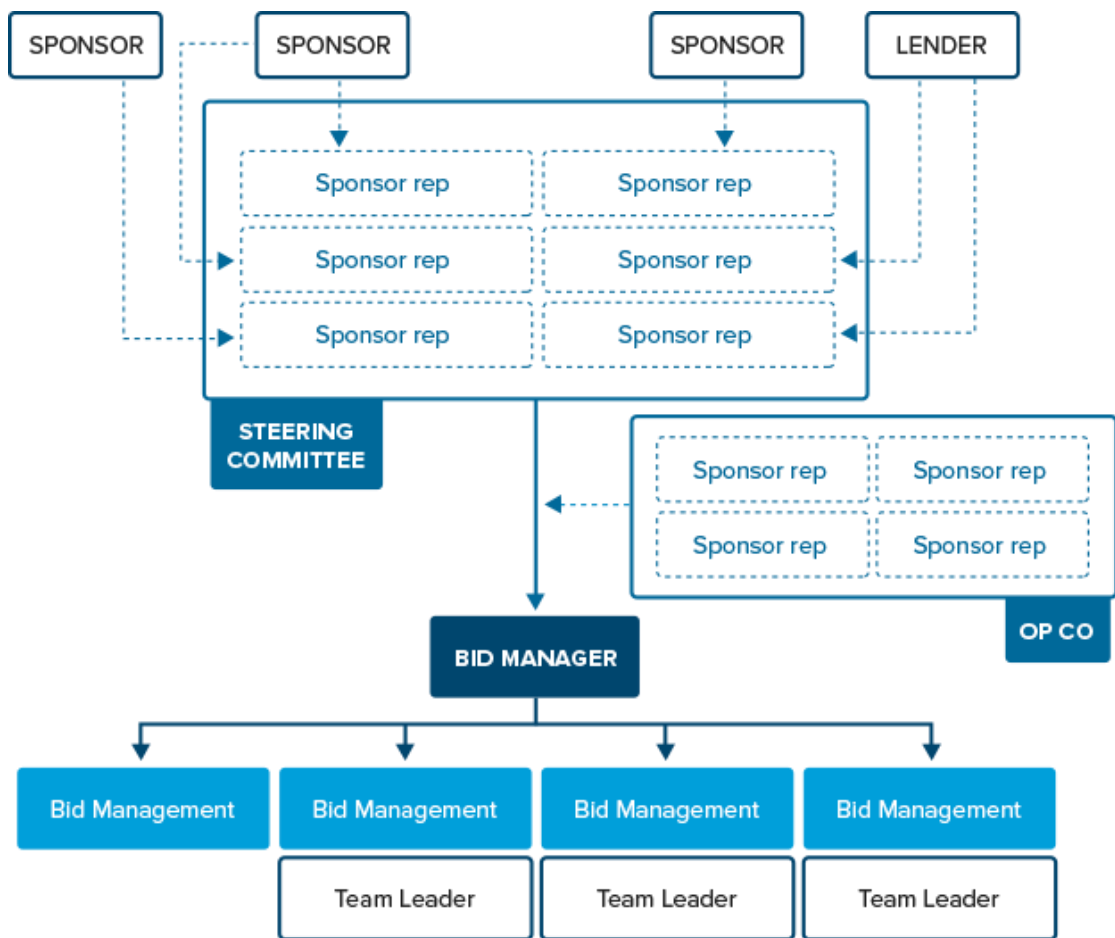 SPONSOR
SPONSOR
SPONSOR
LENDER
Sponsor rep
Sponsor rep
Sponsor rep
Sponsor rep
Sponsor rep
Sponsor rep
STEERING
COMMITTEE
Sponsor rep
Sponsor rep
Sponsor rep
Sponsor rep
OP CO
BID MANAGER
Bid Management
Bid Management
Bid Management
Bid Management
Team Leader
Team Leader
Team Leader